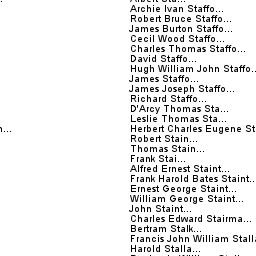 Archie Ivan Staffo...
Robert Bruce Staffo...
James Burton Staffo...
Cecil Wood Staffo...
Charles Thomas Staffo...
David Staffo...
Hugh William John Staffo...
James Staffo...
James Joseph Staffo...
Richard Staffo...
D'Arcy Thomas Sta...
Leslie Thomas Sta...
Herbert Charles Eugene St
Robert Stain...
Thomas Stain...
Frank Stai...
Alfred Ernest Staint...
Frank Harold Bates Staint...
Ernest George Staint...
William George Staint...
John Staint...
Charles Edward Stairma...
Bertram Stalk...
Francis John William Stall
Harold Stalla...